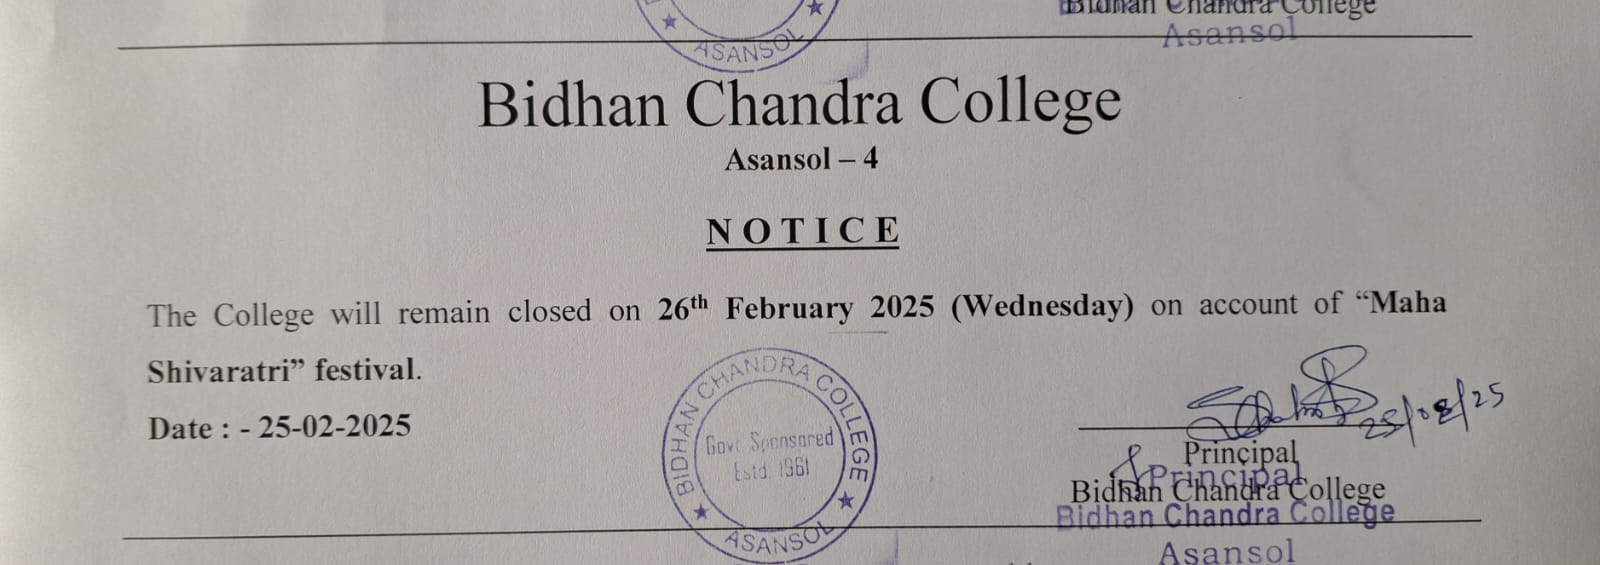 ASANSOL
Bidhan Chandra College
Asansol
Bidhan Chandra College
Asansol – 4
NOTICE
The College will remain closed on 26th February 2025 (Wednesday) on account of “Maha
Shivaratri” festival.
Date : - 25-02-2025
BIDHAN CHANDRA COLLEGE
Govt. Sponsored
Estd. 1961
ASANSOL
25/02/25
Principal
Principal
Bidhan Chandra College
Bidhan Chandra College
Asansol